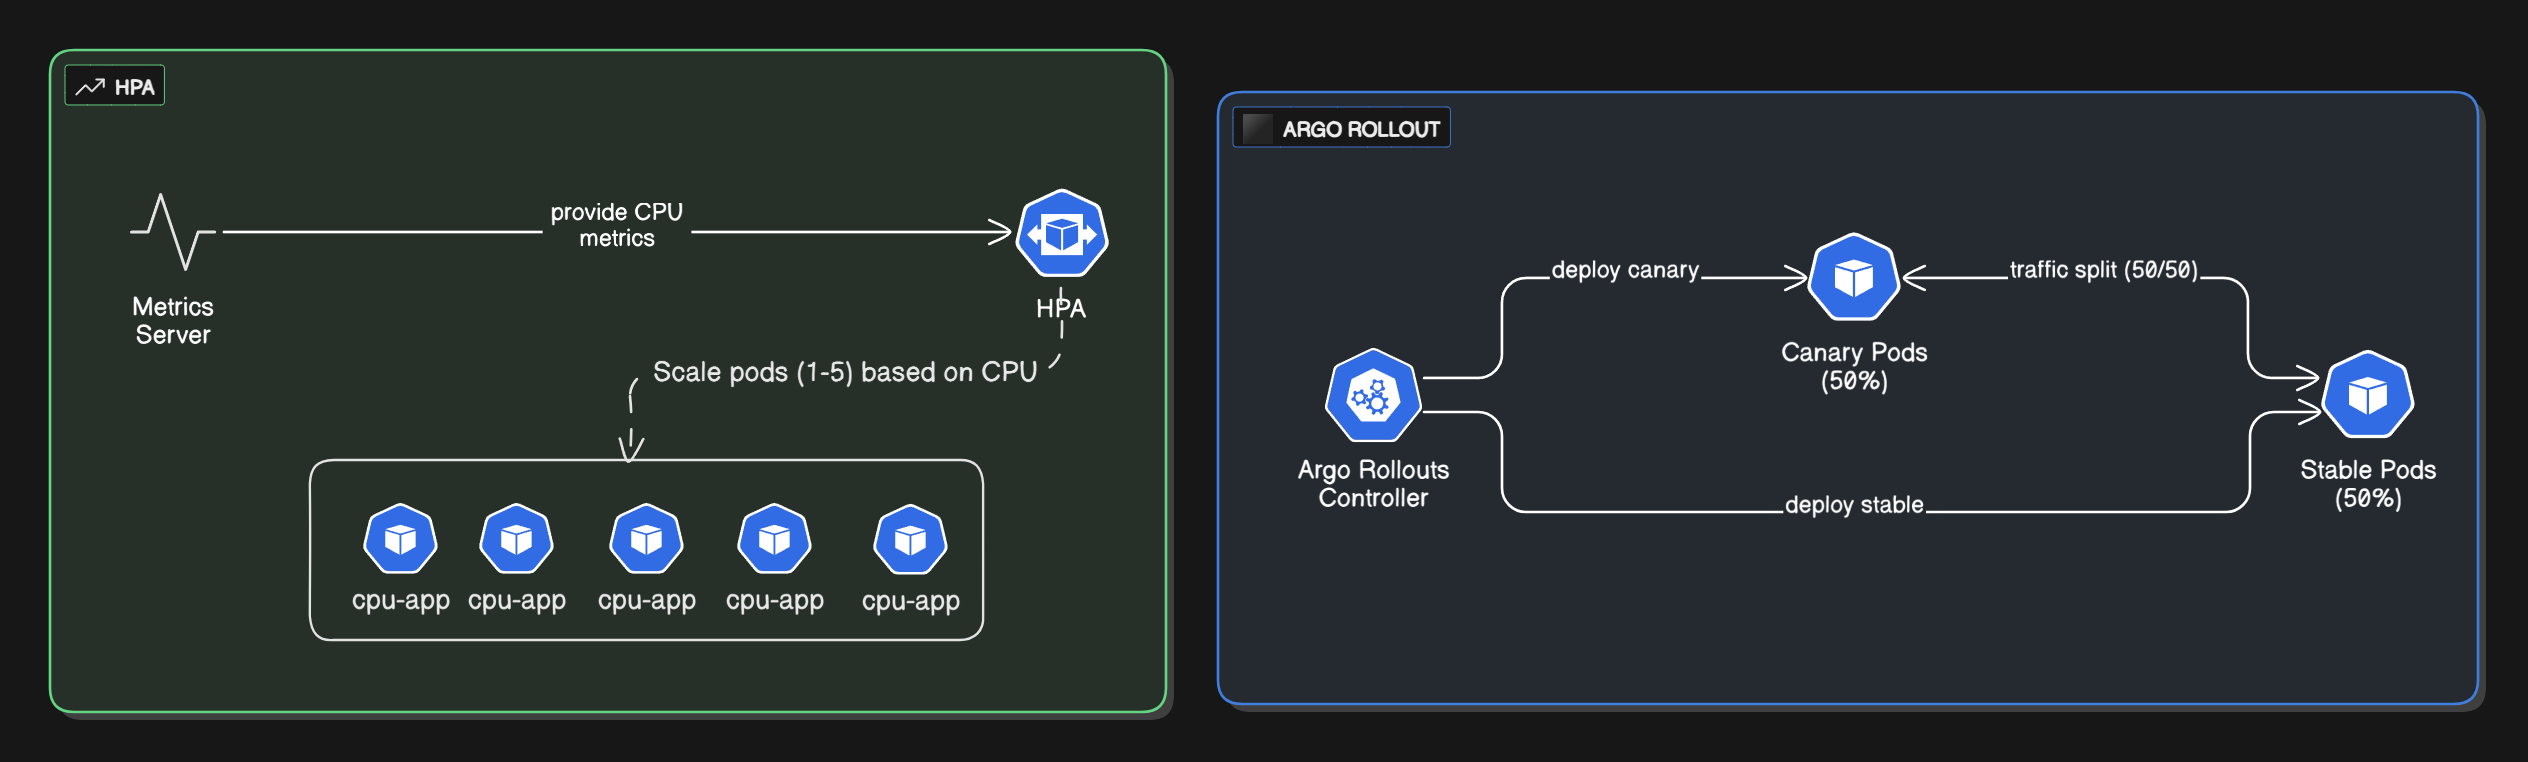 HPA
provide CPU
metrics
Metrics
Server
HPA
Scale pods (1-5) based on CPU
cpu-app
cpu-app
cpu-app
cpu-app
cpu-app
ARGO ROLLOUT
deploy canary
traffic split (50/50)
Canary Pods
(50%)
Argo Rollouts
Controller
Stable Pods
(50%)
deploy stable